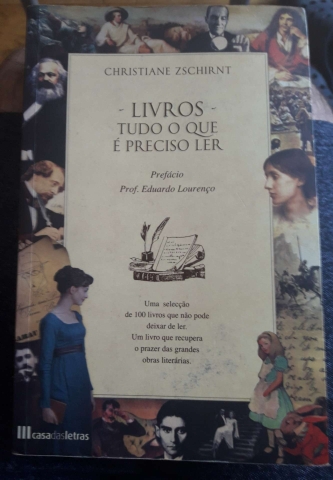 CHRISTIANE ZSCHIRNT
- LIVROS -
TUDO O QUE
É PRECISO LER
Prefácio
Prof. Eduardo Lourenço
Uma selecção
de 100 livros que não pode
deixar de ler.
Um livro que recupera
o prazer das grandes
obras literárias.
casadasletras